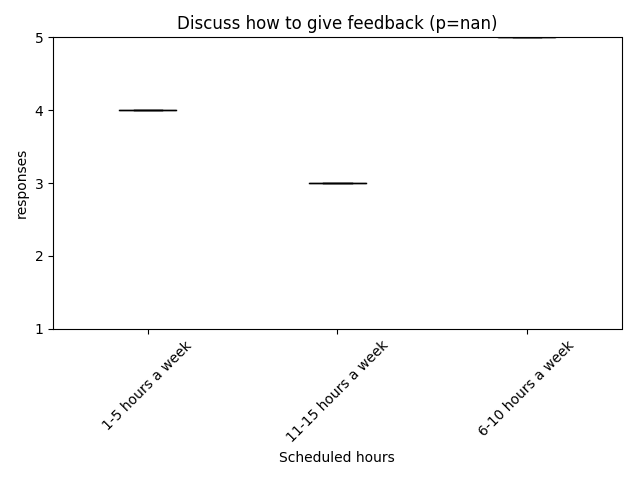 Discuss how to give feedback (p=nan)
responses
5
4
3
2
1
1-5 hours a week
11-15 hours a week
6-10 hours a week
Scheduled hours